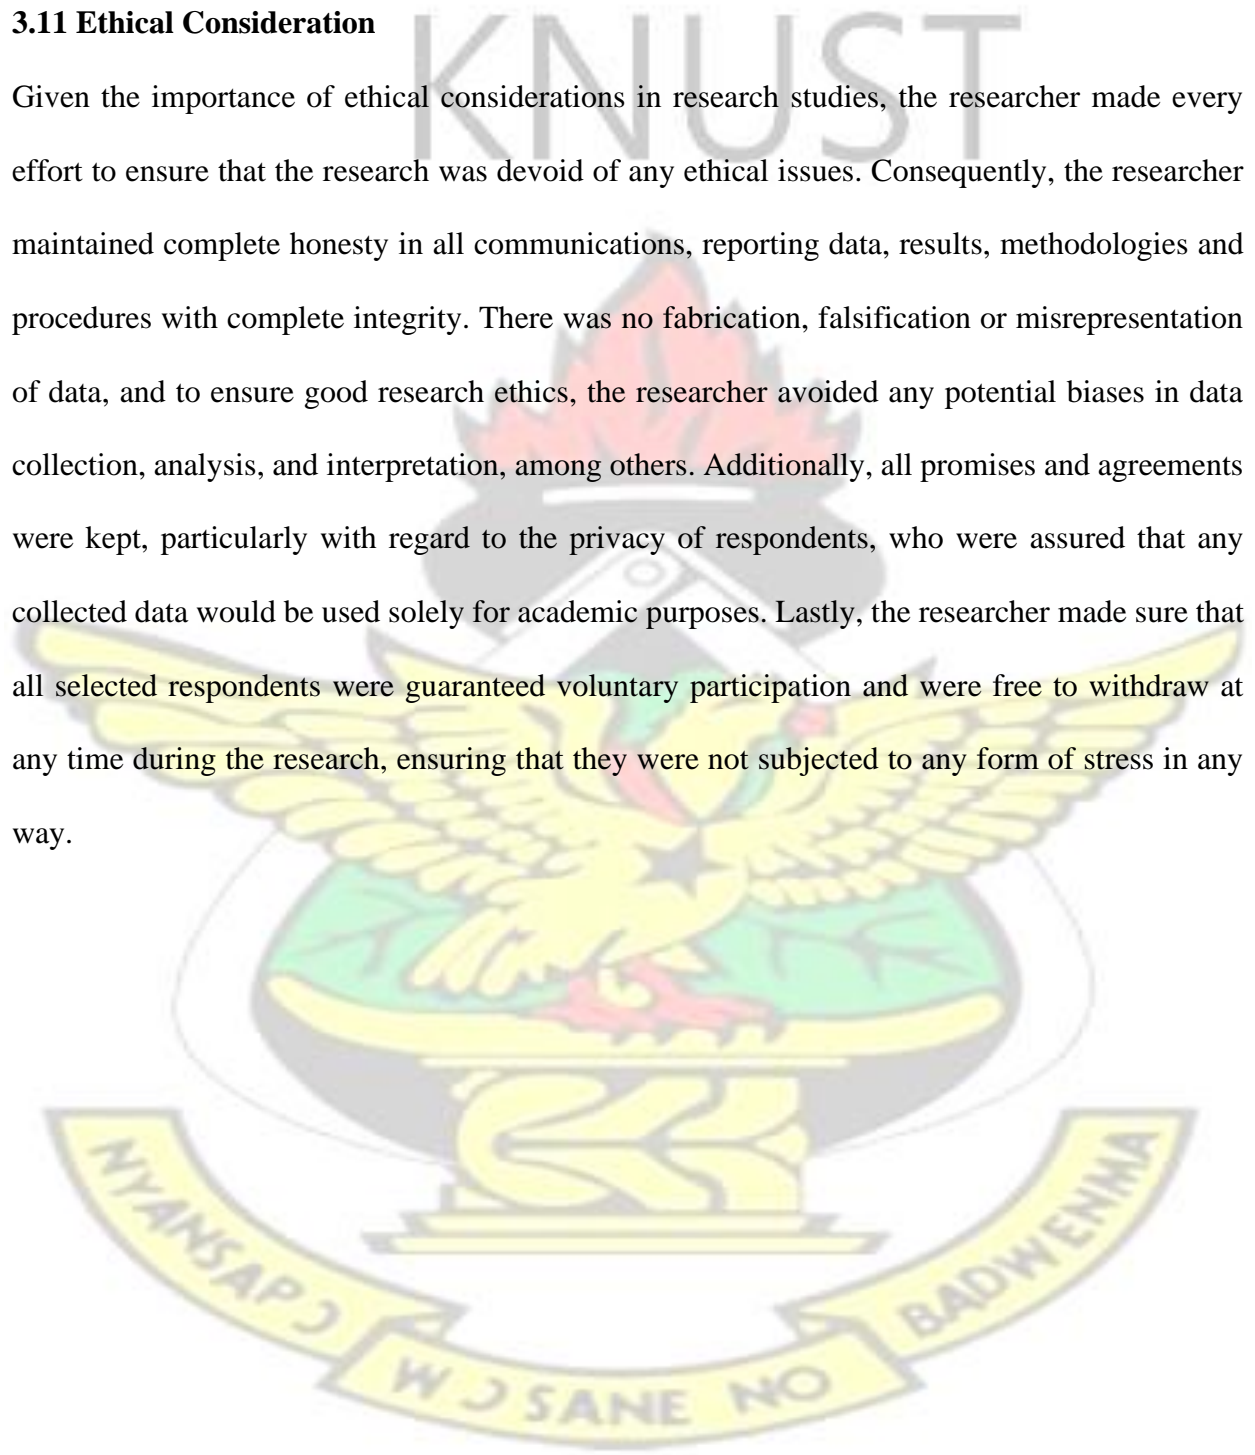 KNUST
3.11 Ethical Consideration
Given the importance of ethical considerations in research studies, the researcher made every
effort to ensure that the research was devoid of any ethical issues. Consequently, the researcher
maintained complete honesty in all communications, reporting data, results, methodologies and
procedures with complete integrity. There was no fabrication, falsification or misrepresentation
of data, and to ensure good research ethics, the researcher avoided any potential biases in data
collection, analysis, and interpretation, among others. Additionally, all promises and agreements
were kept, particularly with regard to the privacy of respondents, who were assured that any
collected data would be used solely for academic purposes. Lastly, the researcher made sure that
all selected respondents were guaranteed voluntary participation and were free to withdraw at
any time during the research, ensuring that they were not subjected to any form of stress in any
way.
NYANSAPƆ WƆSANE NO BADWENMA